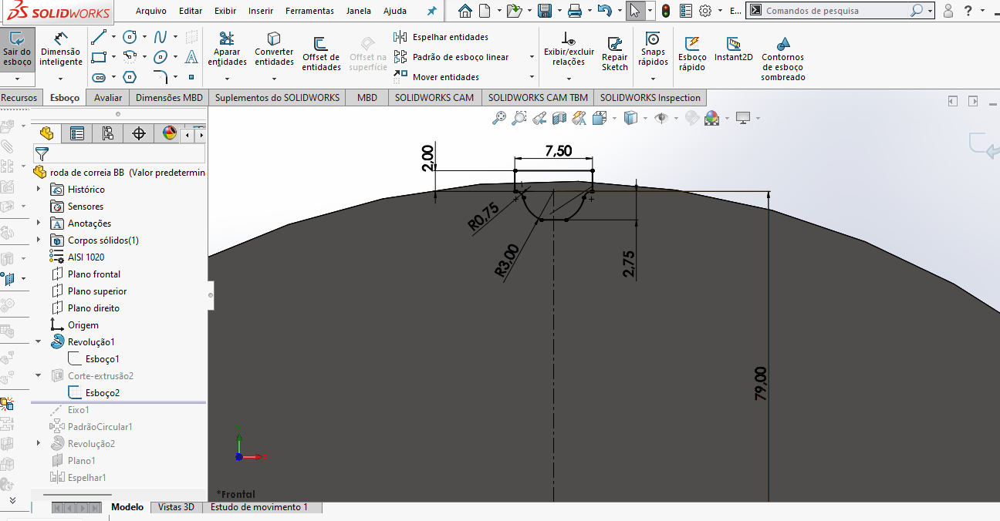 SOLIDWORKS
Arquivo Editar Exibir Inserir Ferramentas Janela Ajuda
E...
Comandos de pesquisa
?
Sair do esboço
Dimensão inteligente
Aparar entidades
Converter entidades
Offset de entidades
Offset na superfície
Espelhar entidades
Padrão de esboço linear
Mover entidades
Exibir/excluir relações
Repair Sketch
Snaps rápidos
Esboço rápido
Instant2D
Contornos de esboço sombreado
Recursos Esboço Avaliar Dimensões MBD Suplementos do SOLIDWORKS MBD SOLIDWORKS CAM SOLIDWORKS CAM TBM SOLIDWORKS Inspection
roda de correia BB (Valor predetermin
Histórico
Sensores
Anotações
Corpos sólidos(1)
AISI 1020
Plano frontal
Plano superior
Plano direito
Origem
Revolução1
Esboço1
Corte-extrusão2
Esboço2
Eixo1
PadrãoCircular1
Revolução2
Plano1
Espelhar1
2,00
7,50
R0,75
R3,00
2,75
79,00
*Frontal
Modelo Vistas 3D Estudo de movimento 1